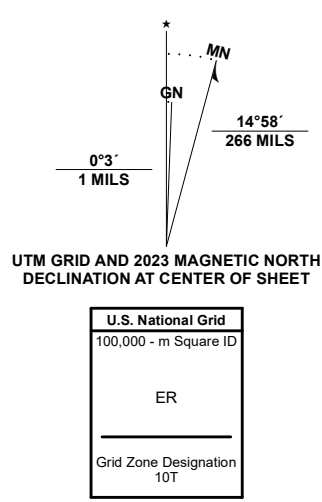 ★
MN
GN
14°58´
266 MILS
0°3´
1 MILS
UTM GRID AND 2023 MAGNETIC NORTH
DECLINATION AT CENTER OF SHEET
U.S. National Grid
100,000 - m Square ID
ER
Grid Zone Designation
10T